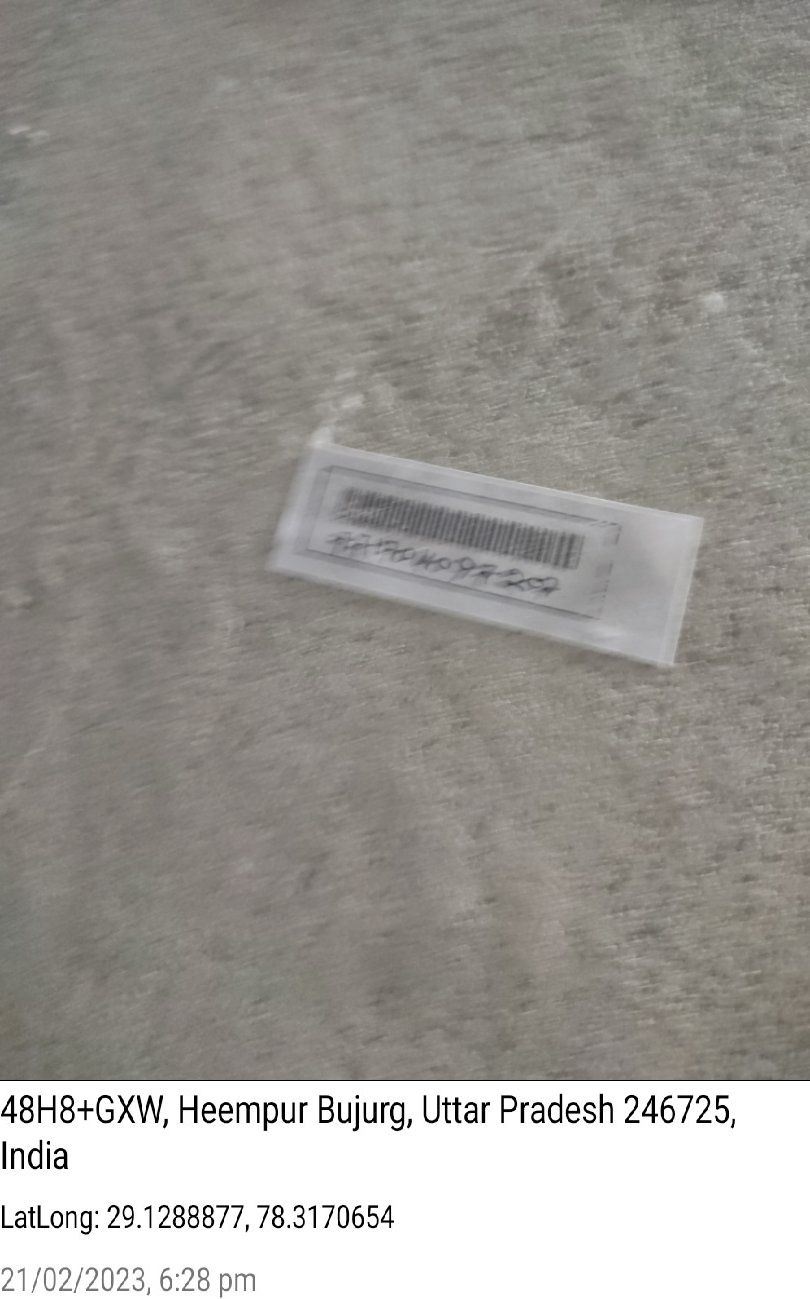 48H8+GXW, Heempur Bujurg, Uttar Pradesh 246725,
India
LatLong: 29.1288877, 78.3170654
21/02/2023, 6:28 pm